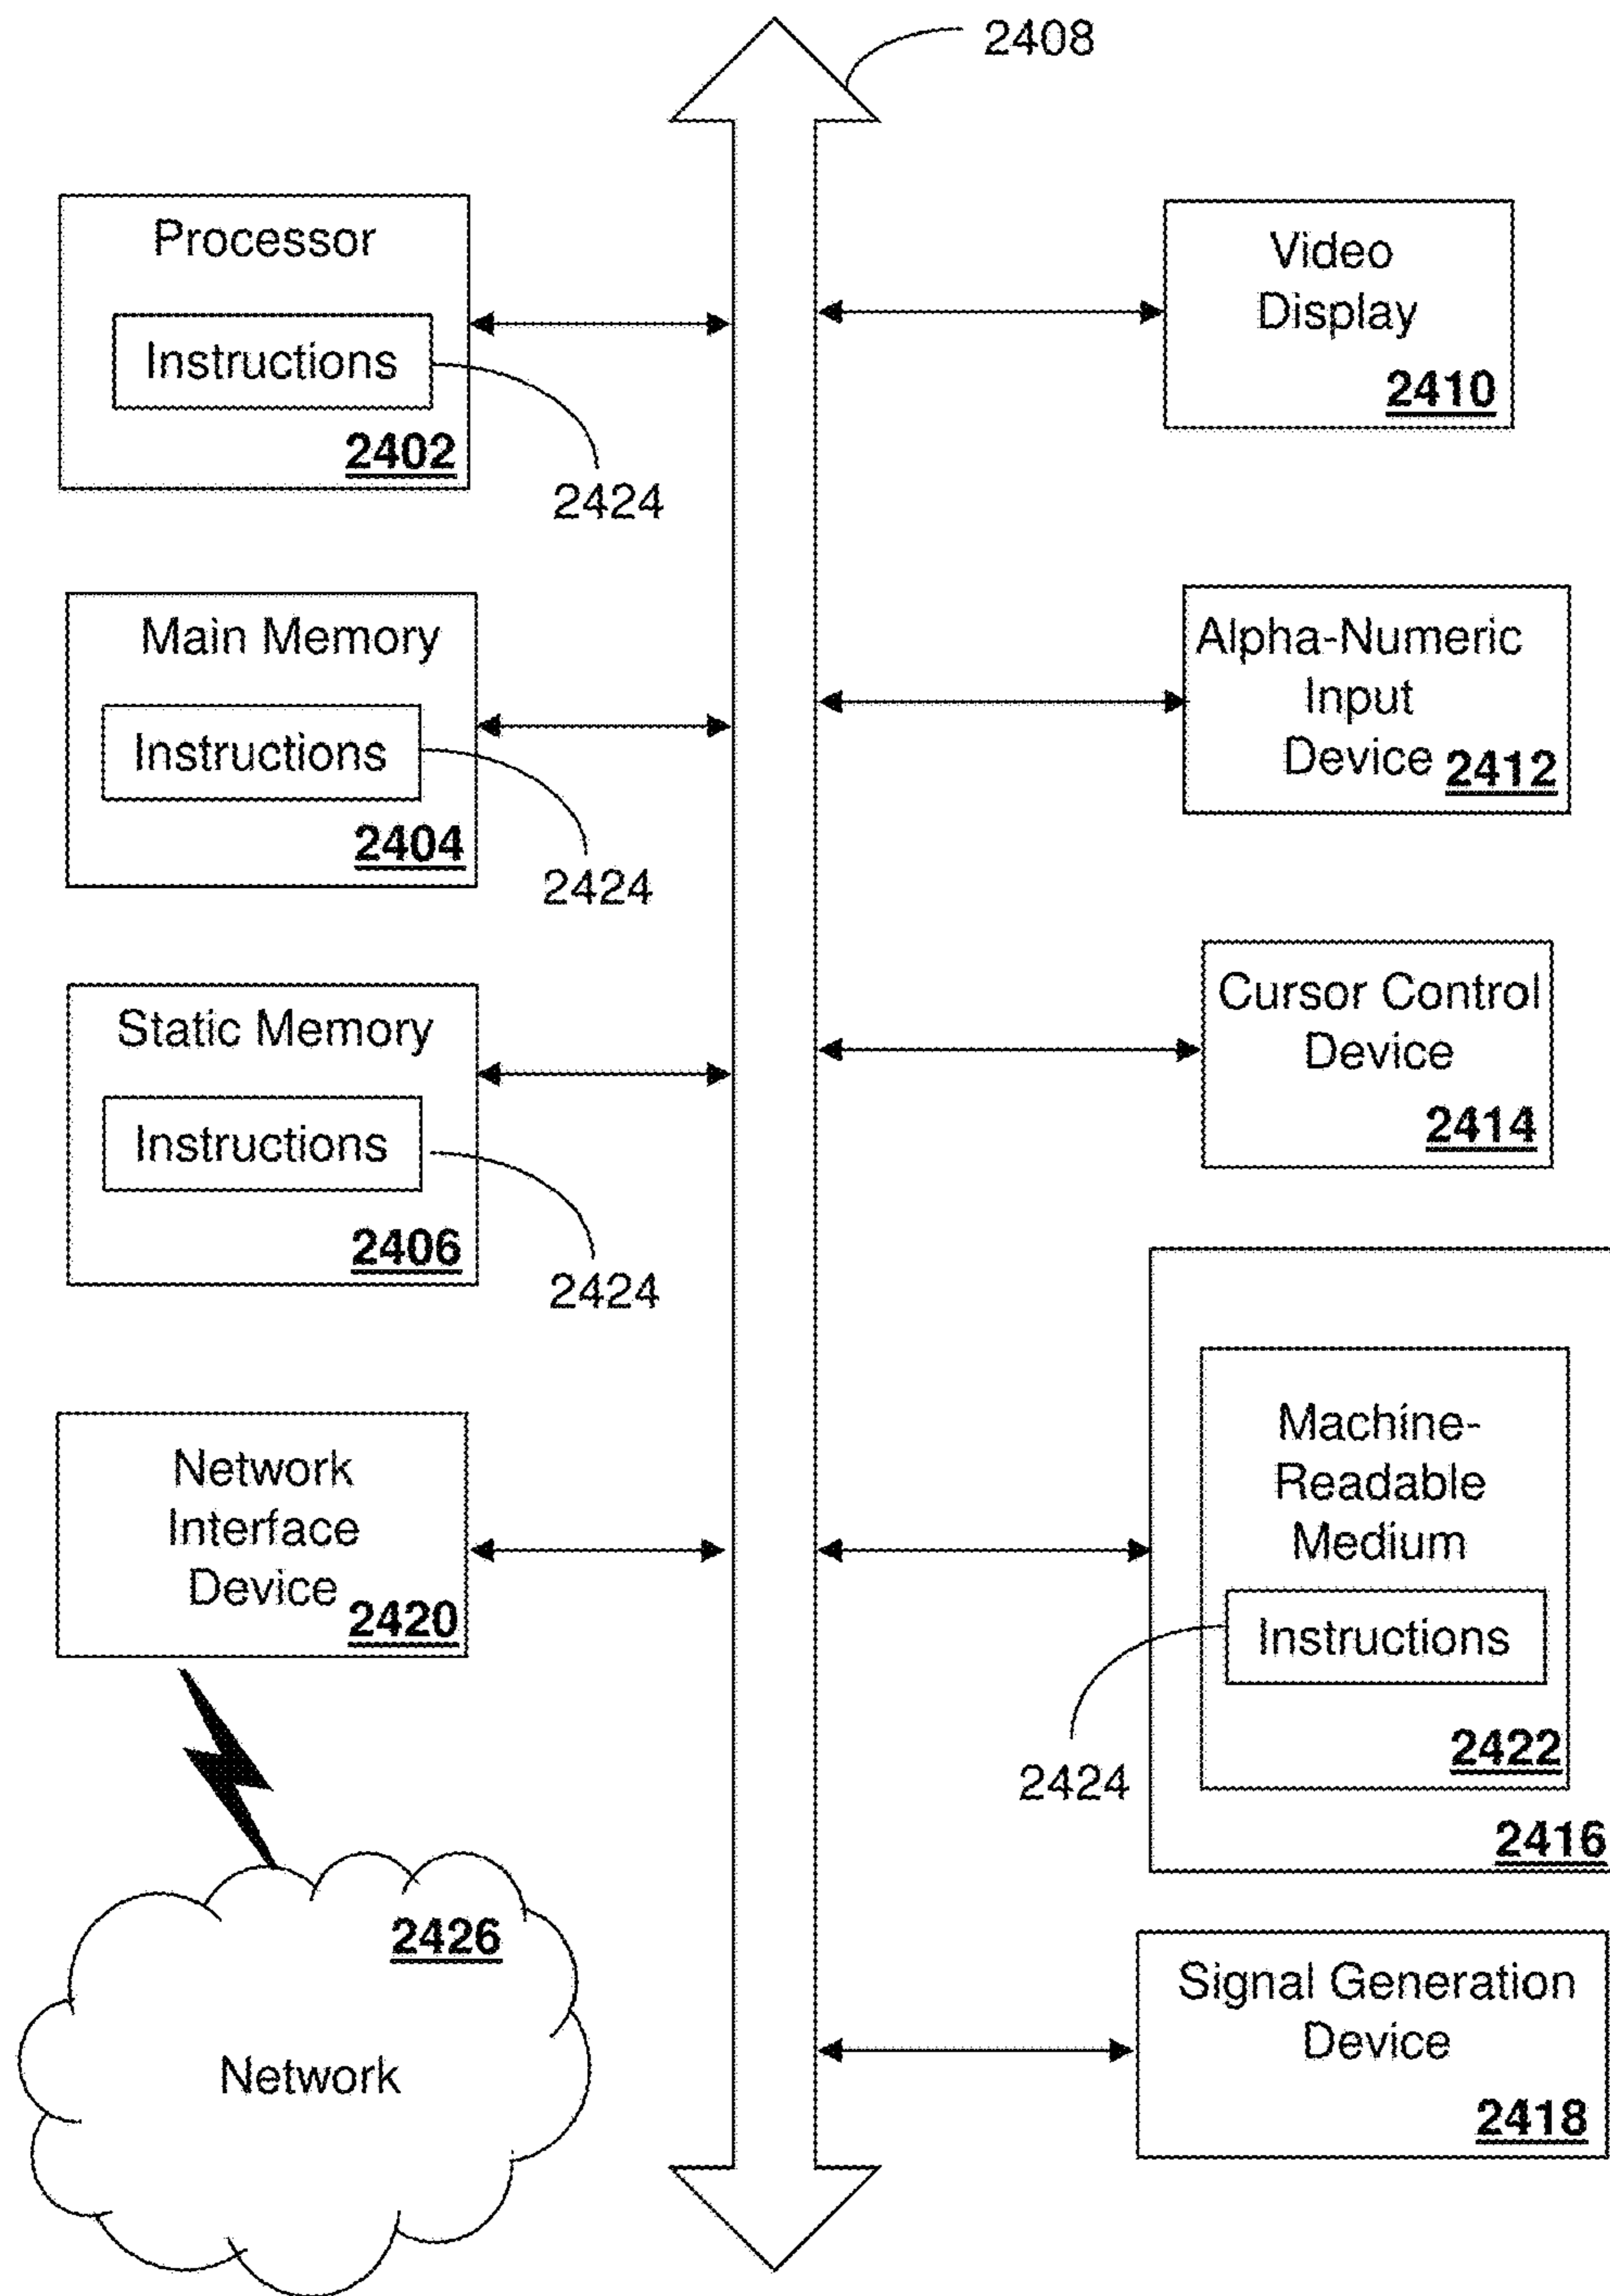 2408
Processor
Instructions
2402
2424
Main Memory
Instructions
2404
2424
Static Memory
Instructions
2406
2424
Network
Interface
Device
2420
2426
Network
Video
Display
2410
Alpha-Numeric
Input
Device 2412
Cursor Control
Device
2414
Machine-
Readable
Medium
Instructions
2422
2424
2416
Signal Generation
Device
2418